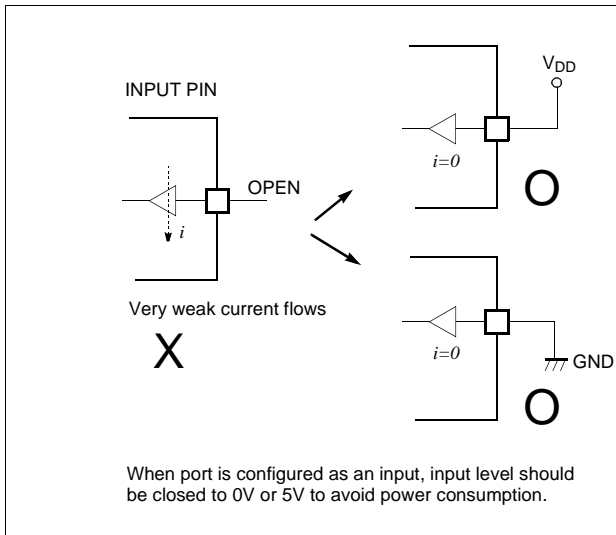 INPUT PIN
OPEN
i
Very weak current flows
X
VDD
i=0
O
i=0
GND
O
When port is configured as an input, input level should
be closed to 0V or 5V to avoid power consumption.